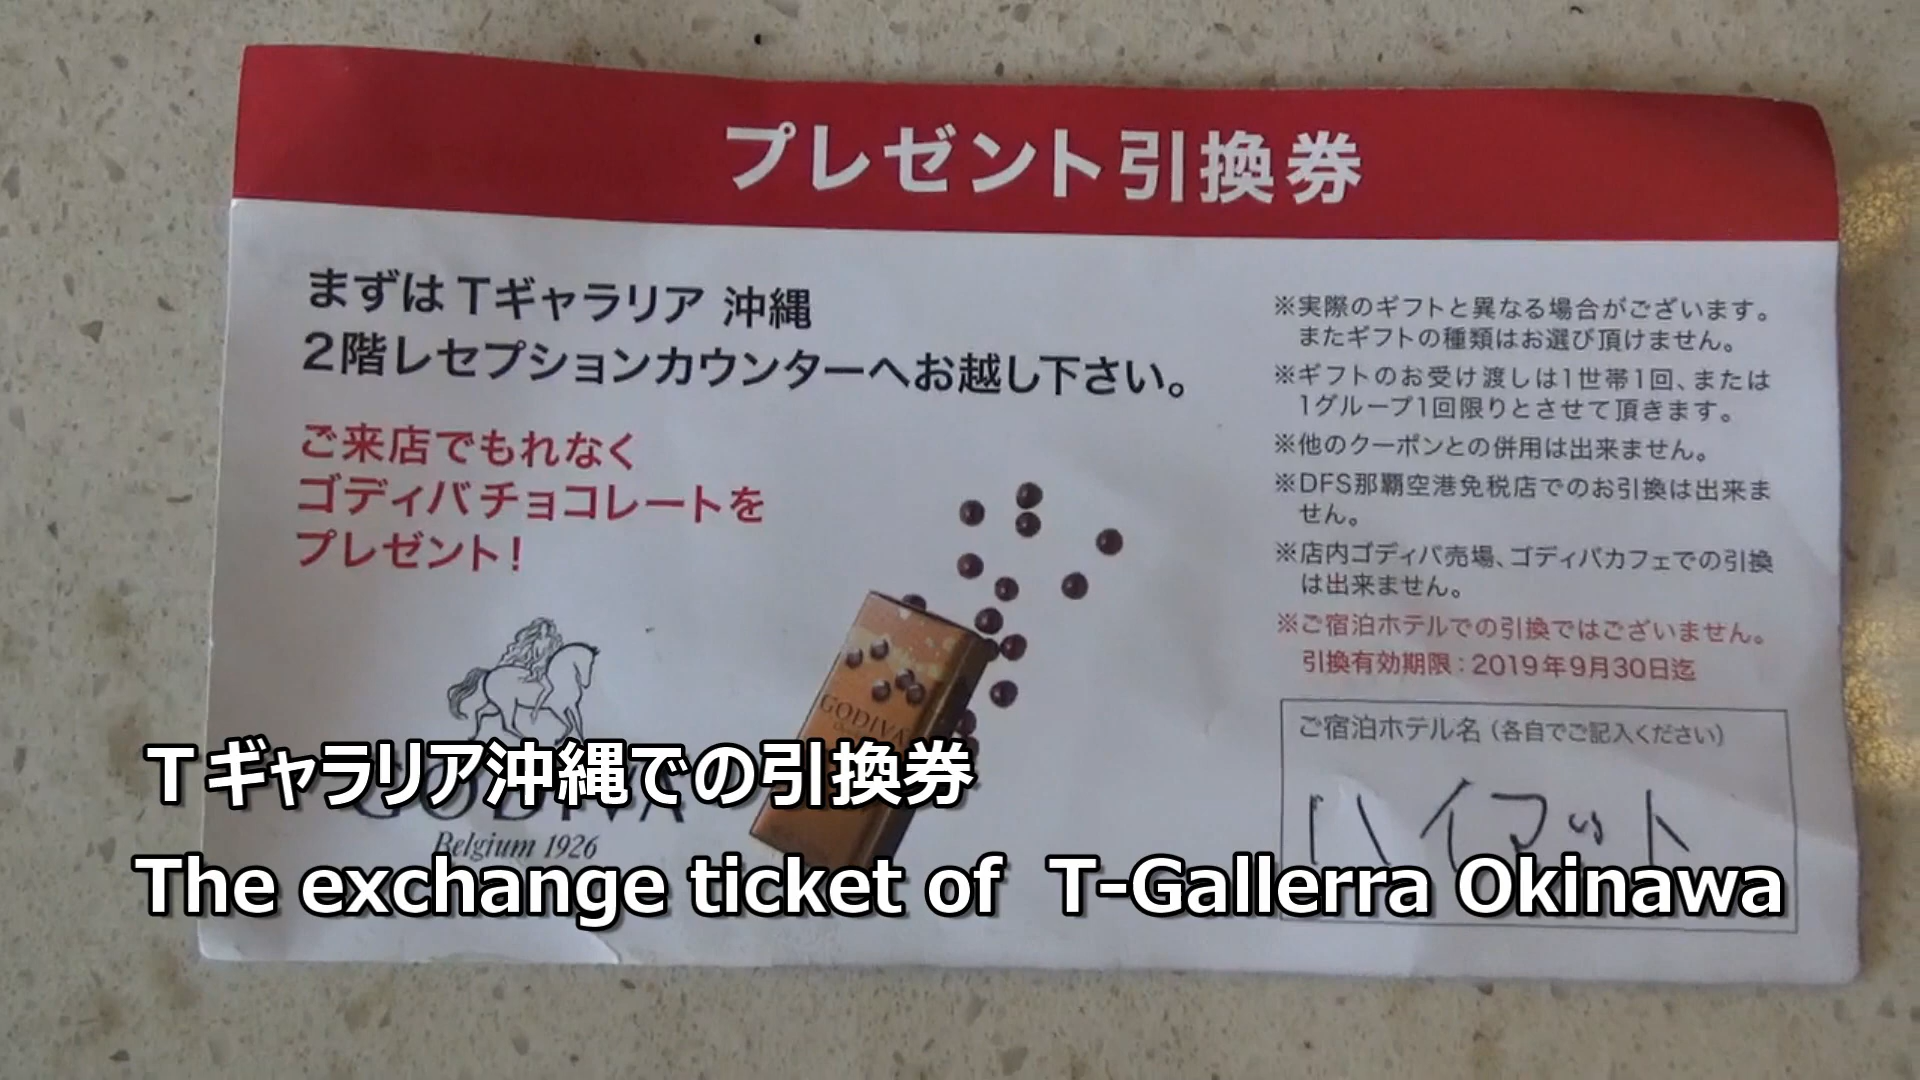 プレゼント引換券
まずは Tギャラリア 沖縄
2階レセプションカウンターへお越し下さい。
ご来店でもれなく
ゴディバ チョコレートを
プレゼント!
※実際のギフトと異なる場合がございます。
またギフトの種類はお選び頂けません。
※ギフトのお受け渡しは1世帯1回、または
1グループ1回限りとさせて頂きます。
※他のクーポンとの併用は出来ません。
※DFS那覇空港免税店でのお引換は出来ま
せん。
※店内ゴディバ売場、ゴディバカフェでの引換
は出来ません。
※ご宿泊ホテルでの引換ではございません。
引換有効期限:2019年9月30日迄
ご宿泊ホテル名(各自でご記入ください)
ハイアット
GODIVA
GODIVA
Belgium 1926
Tギャラリア沖縄での引換券
The exchange ticket of T-Gallerra Okinawa